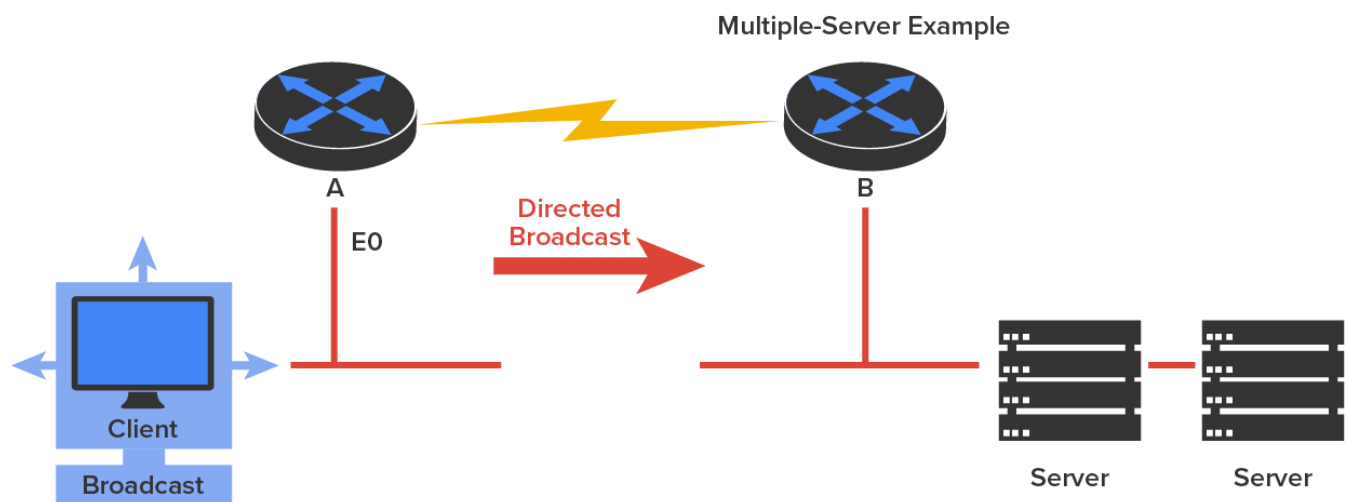 Multiple-Server Example
A
B
E0
Directed
Broadcast
Client
Broadcast
Server
Server